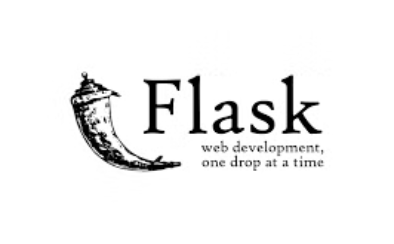 Flask
web development,
one drop at a time